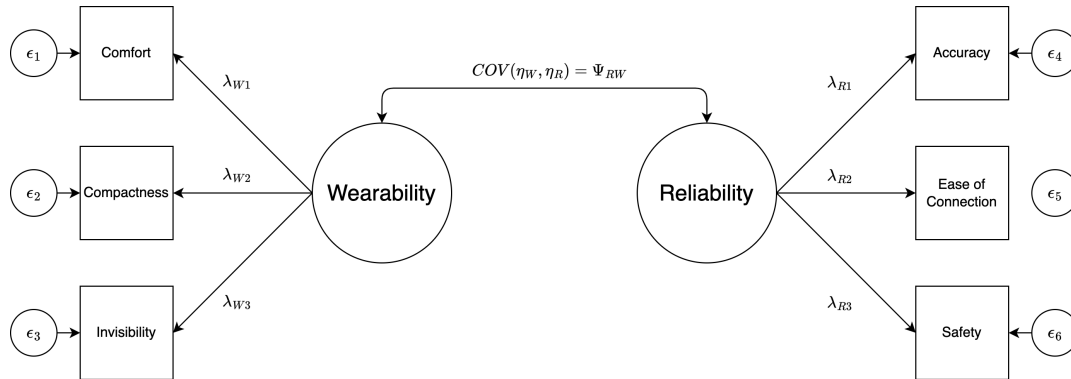 ϵ1
Comfort
λW1
COV(ηW, ηR) = ΨRW
λR1
Accuracy
ϵ4
ϵ2
Compactness
λW2
Wearability
Reliability
λR2
Ease of
Connection
ϵ5
ϵ3
Invisibility
λW3
λR3
Safety
ϵ6